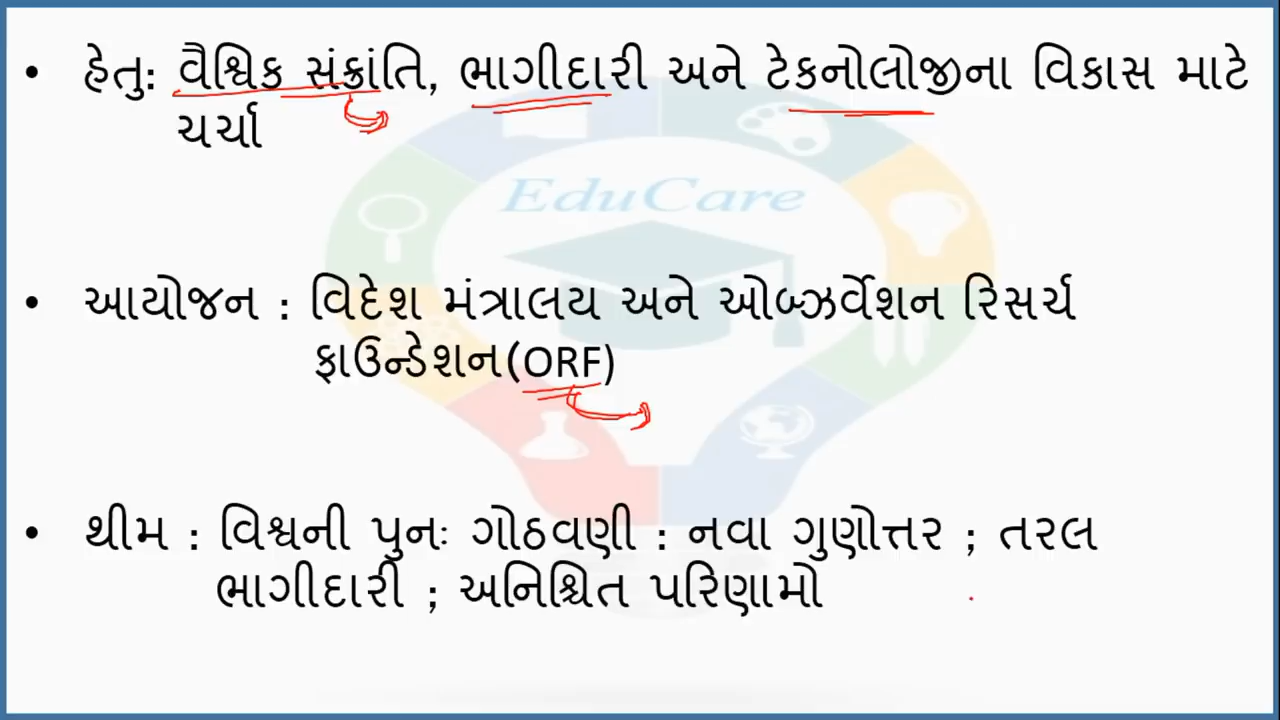 • હેતુ: વૈશ્વિક સંક્રાંતિ, ભાગીદારી અને ટેકનોલોજીના વિકાસ માટે
ચર્ચા
EduCare
• આયોજન : વિદેશ મંત્રાલય અને ઓબ્ઝર્વેશન રિસર્ચ
ફાઉન્ડેશન(ORF)
• થીમ : વિશ્વની પુનઃ ગોઠવણી : નવા ગુણોત્તર ; તરલ
ભાગીદારી ; અનિશ્ચિત પરિણામો